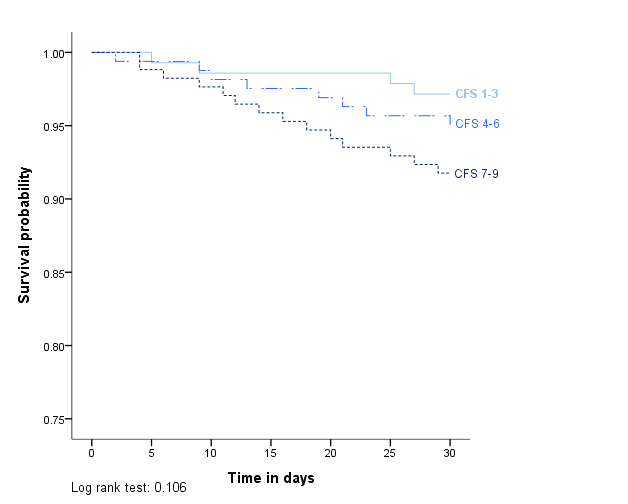 1.00
0.95
0.90
0.85
0.80
0.75
Survival probability
CFS 1-3
CFS 4-6
CFS 7-9
0 5 10 15 20 25 30
Time in days
Log rank test: 0.106